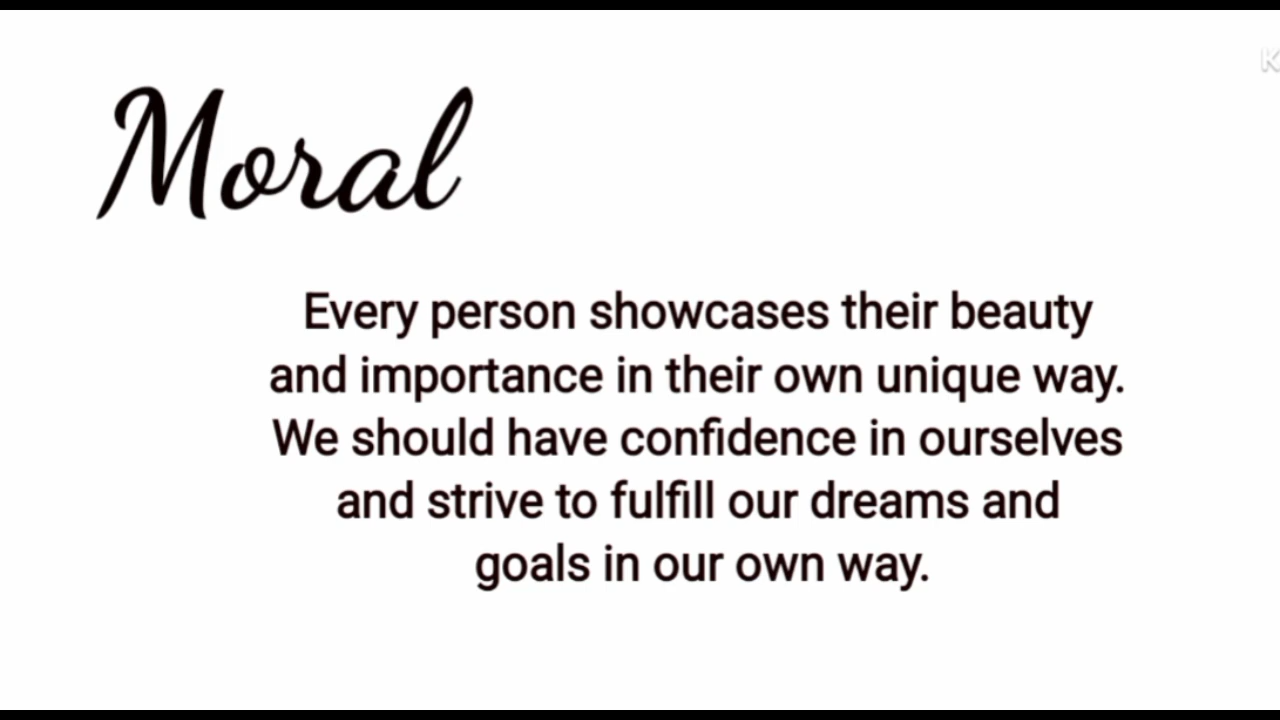 Moral
Every person showcases their beauty
and importance in their own unique way.
We should have confidence in ourselves
and strive to fulfill our dreams and
goals in our own way.
K